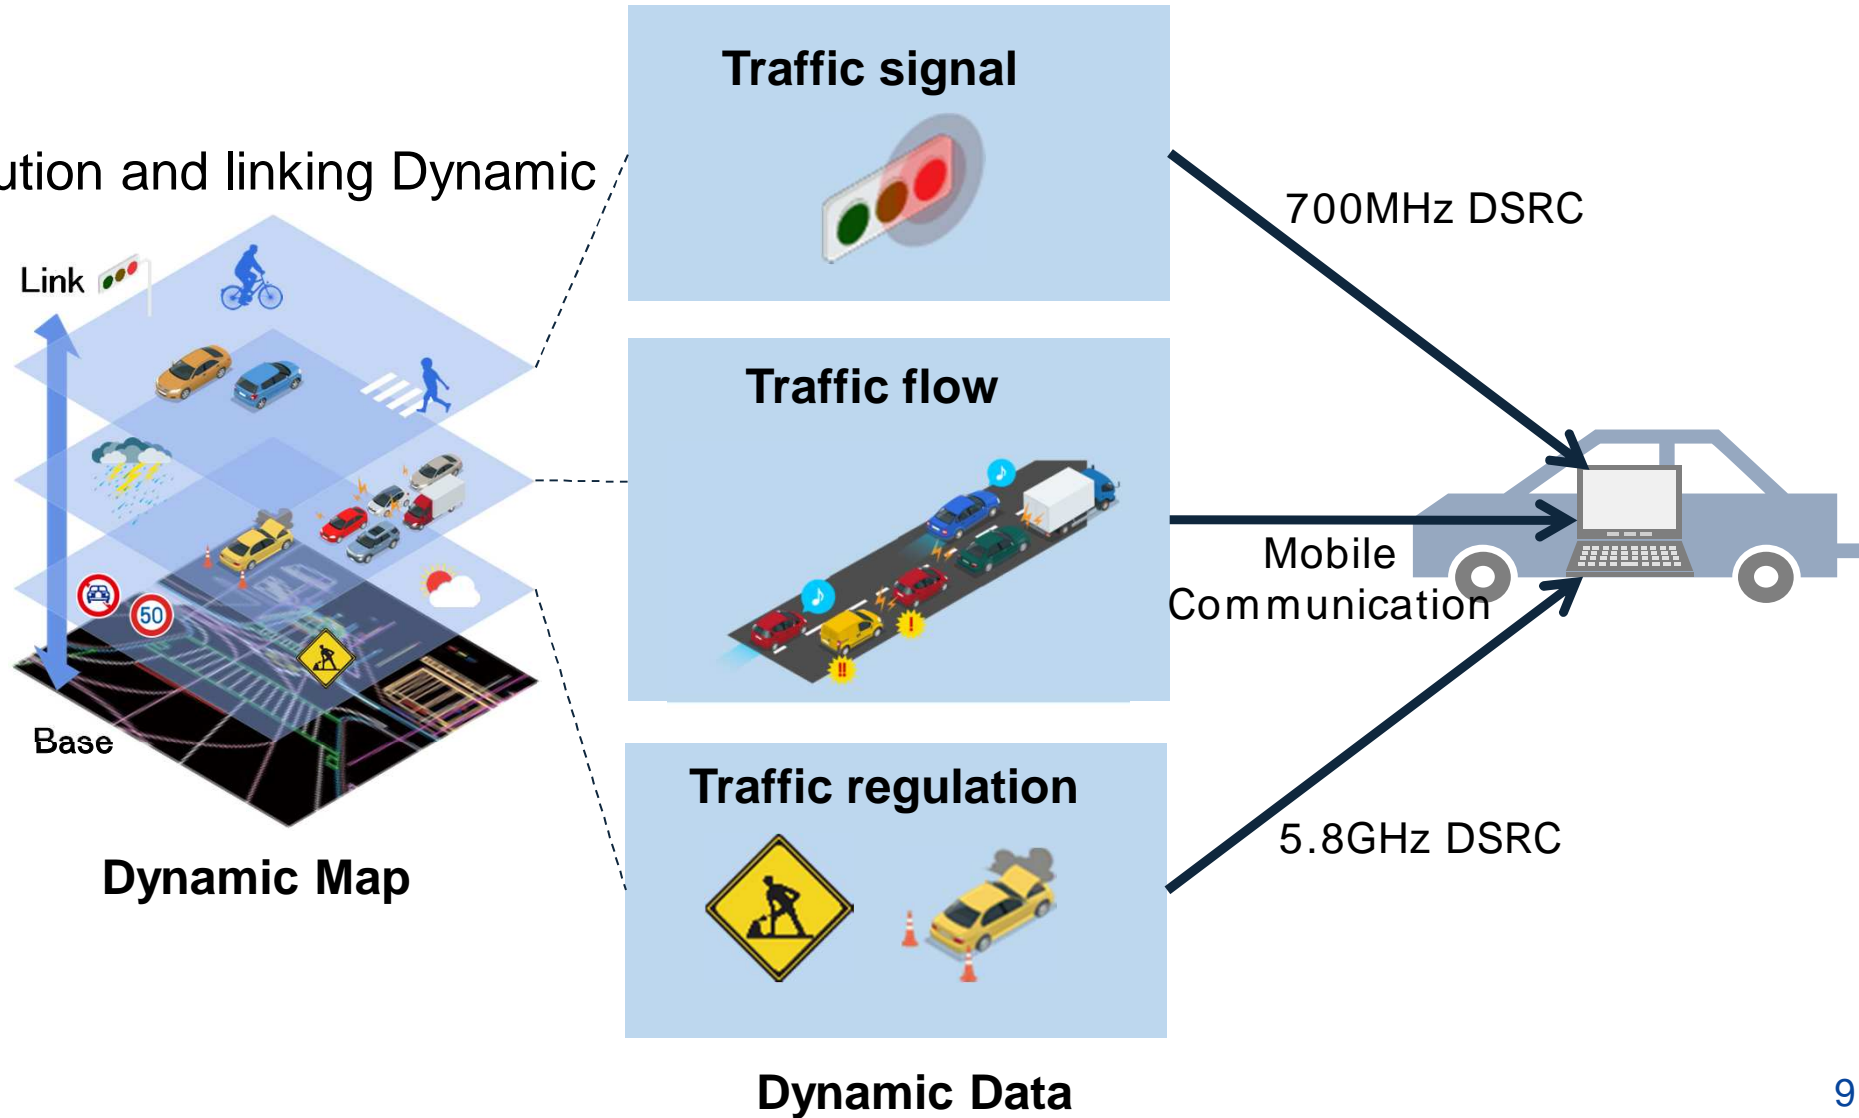 Traffic signal
ution and linking Dynamic
Link
700MHz DSRC
Traffic flow
Mobile
Communication
50
Base
Traffic regulation
5.8GHz DSRC
Dynamic Map
Dynamic Data
9